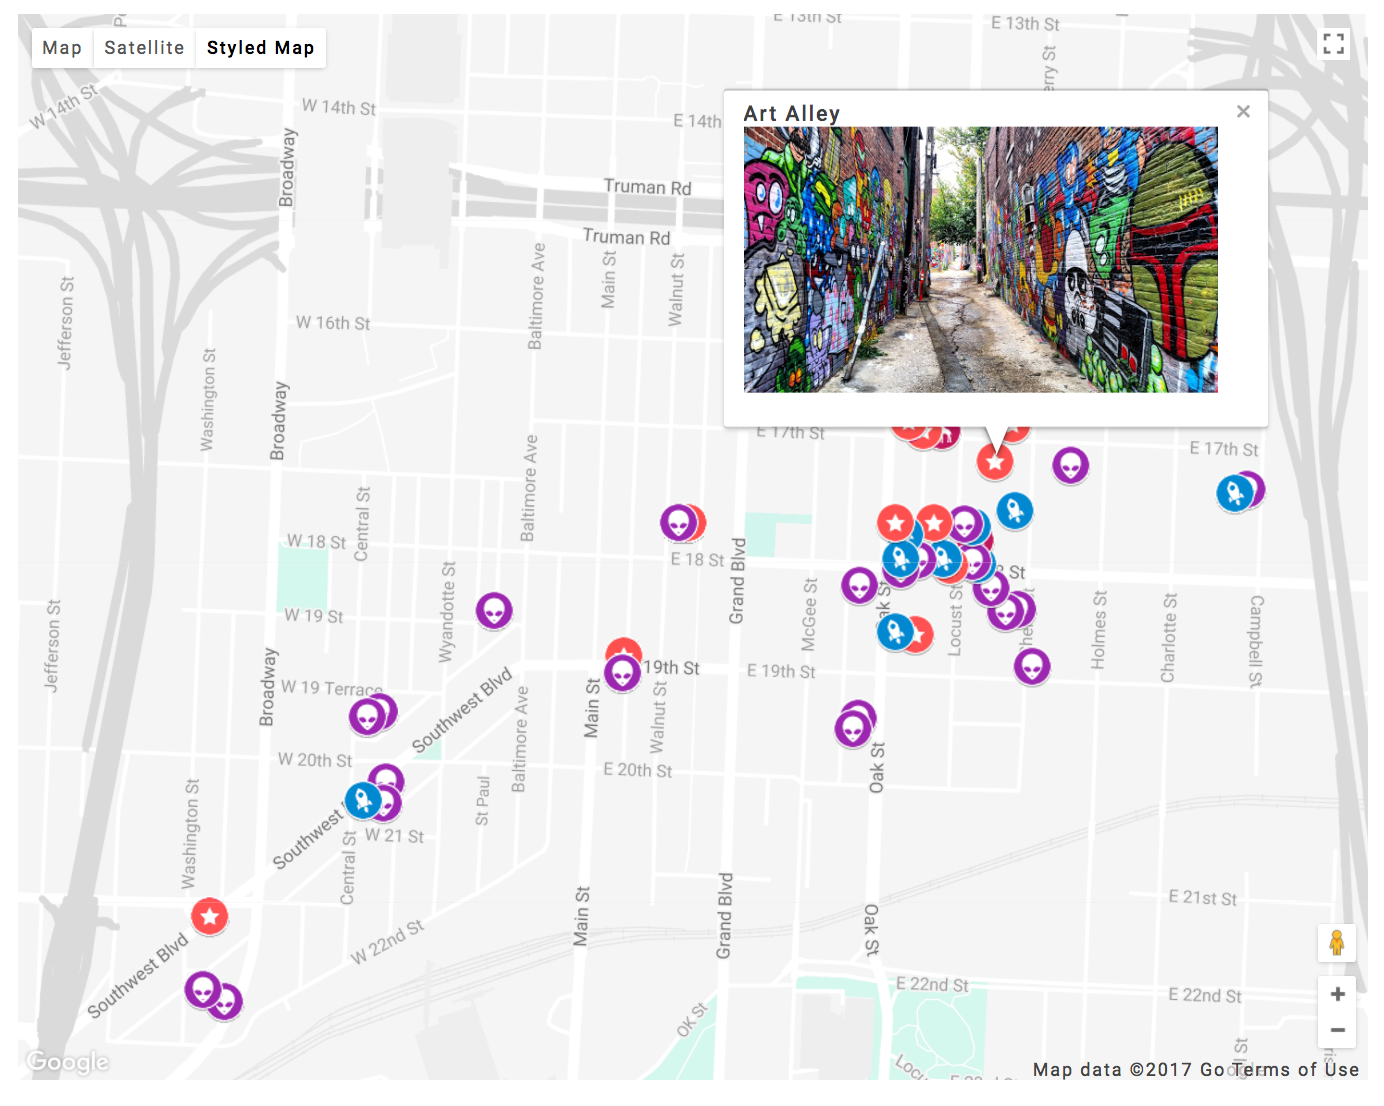 E 13th St
E 13th St
Map
Satellite
Styled Map
W 14th St
W 14th St
E 14th
Art Alley
×
Broadway
Truman Rd
Truman Rd
Jefferson St
Baltimore Ave
Main St
Walnut St
W 16th St
Washington St
Broadway
E 17th St
E 17th St
Baltimore Ave
Central St
W 18 St
E 18 St
Grand Blvd
St
W 19 St
Wyandotte St
McGee St
Locust St
Holmes St
Charlotte St
Campbell St
Jefferson St
19th St
E 19th St
Broadway
W 19 Terrace
Southwest Blvd
Main St
Walnut St
Baltimore Ave
W 20th St
E 20th St
Oak St
St Paul
Washington St
Southwest
W 21 St
Central St
E 21st St
Main St
Grand Blvd
Oak St
W 22nd St
Southwest Blvd
E 22nd St
E 22nd St
OK St
+
−
Google
Map data ©2017 Go
Terms of Use